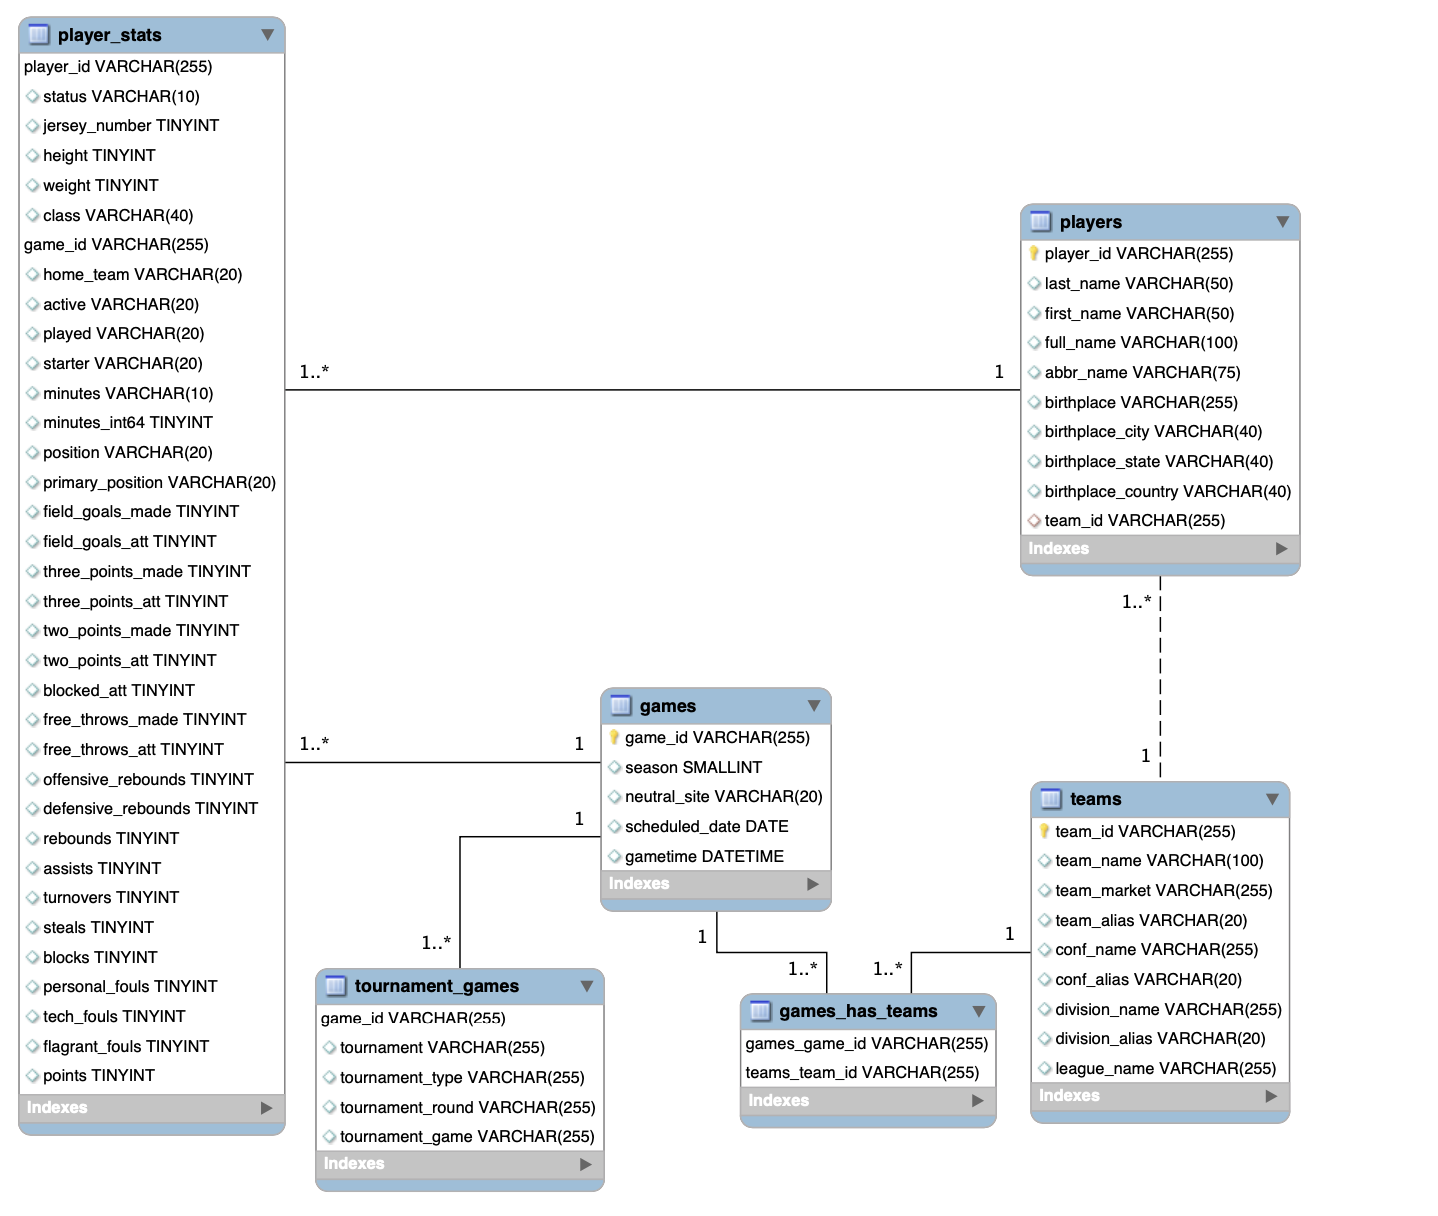 player_stats
player_id VARCHAR(255)
status VARCHAR(10)
jersey_number TINYINT
height TINYINT
weight TINYINT
class VARCHAR(40)
game_id VARCHAR(255)
home_team VARCHAR(20)
active VARCHAR(20)
played VARCHAR(20)
starter VARCHAR(20)
minutes VARCHAR(10)
minutes_int64 TINYINT
position VARCHAR(20)
primary_position VARCHAR(20)
field_goals_made TINYINT
field_goals_att TINYINT
three_points_made TINYINT
three_points_att TINYINT
two_points_made TINYINT
two_points_att TINYINT
blocked_att TINYINT
free_throws_made TINYINT
free_throws_att TINYINT
offensive_rebounds TINYINT
defensive_rebounds TINYINT
rebounds TINYINT
assists TINYINT
turnovers TINYINT
steals TINYINT
blocks TINYINT
personal_fouls TINYINT
tech_fouls TINYINT
flagrant_fouls TINYINT
points TINYINT
Indexes
1..*
1
players
player_id VARCHAR(255)
last_name VARCHAR(50)
first_name VARCHAR(50)
full_name VARCHAR(100)
abbr_name VARCHAR(75)
birthplace VARCHAR(255)
birthplace_city VARCHAR(40)
birthplace_state VARCHAR(40)
birthplace_country VARCHAR(40)
team_id VARCHAR(255)
Indexes
1..*
1
1..*
1
games
game_id VARCHAR(255)
season SMALLINT
neutral_site VARCHAR(20)
scheduled_date DATE
gametime DATETIME
Indexes
1
1..*
tournament_games
game_id VARCHAR(255)
tournament VARCHAR(255)
tournament_type VARCHAR(255)
tournament_round VARCHAR(255)
tournament_game VARCHAR(255)
Indexes
1
1..*
1..*
1
games_has_teams
games_game_id VARCHAR(255)
teams_team_id VARCHAR(255)
Indexes
teams
team_id VARCHAR(255)
team_name VARCHAR(100)
team_market VARCHAR(255)
team_alias VARCHAR(20)
conf_name VARCHAR(255)
conf_alias VARCHAR(20)
division_name VARCHAR(255)
division_alias VARCHAR(20)
league_name VARCHAR(255)
Indexes